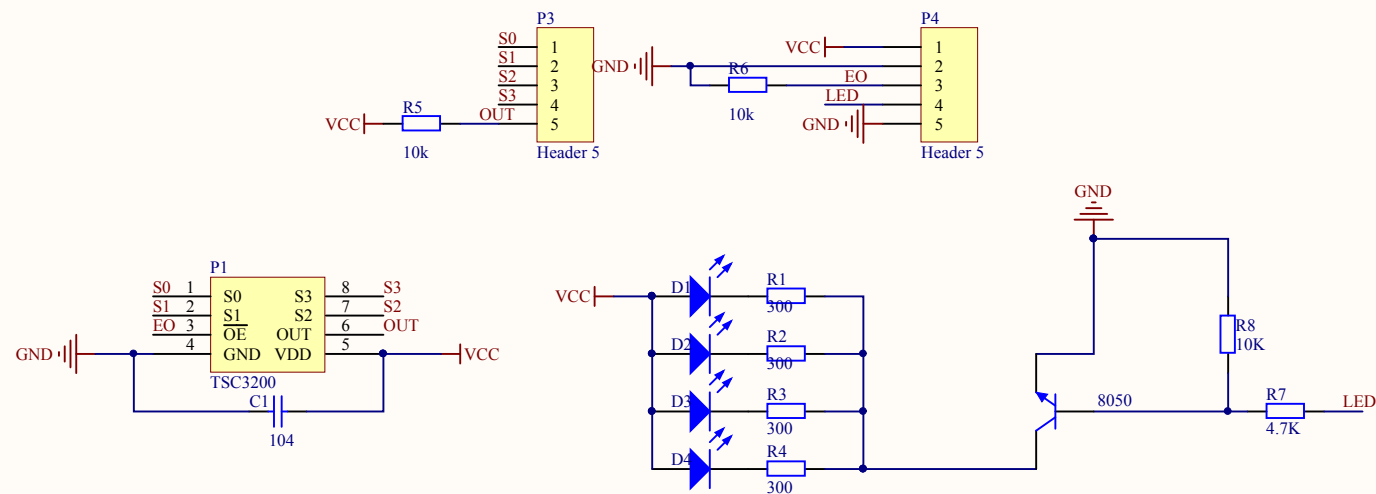 P3
S0
S1
S2
S3
OUT
1
2
3
4
5
VCC
R5
10k
Header 5
P4
VCC
GND
R6
10k
EO
LED
GND
1
2
3
4
5
Header 5
P1
S0 1 S0 S3 8 S3
S1 2 S1 S2 7 S2
EO 3 OE OUT 6 OUT
GND 4 GND VDD 5 VCC
TSC3200
C1
104
VCC
D1 R1
300
D2 R2
300
D3 R3
300
D4 R4
300
GND
R8
10K
8050
R7
4.7K
LED